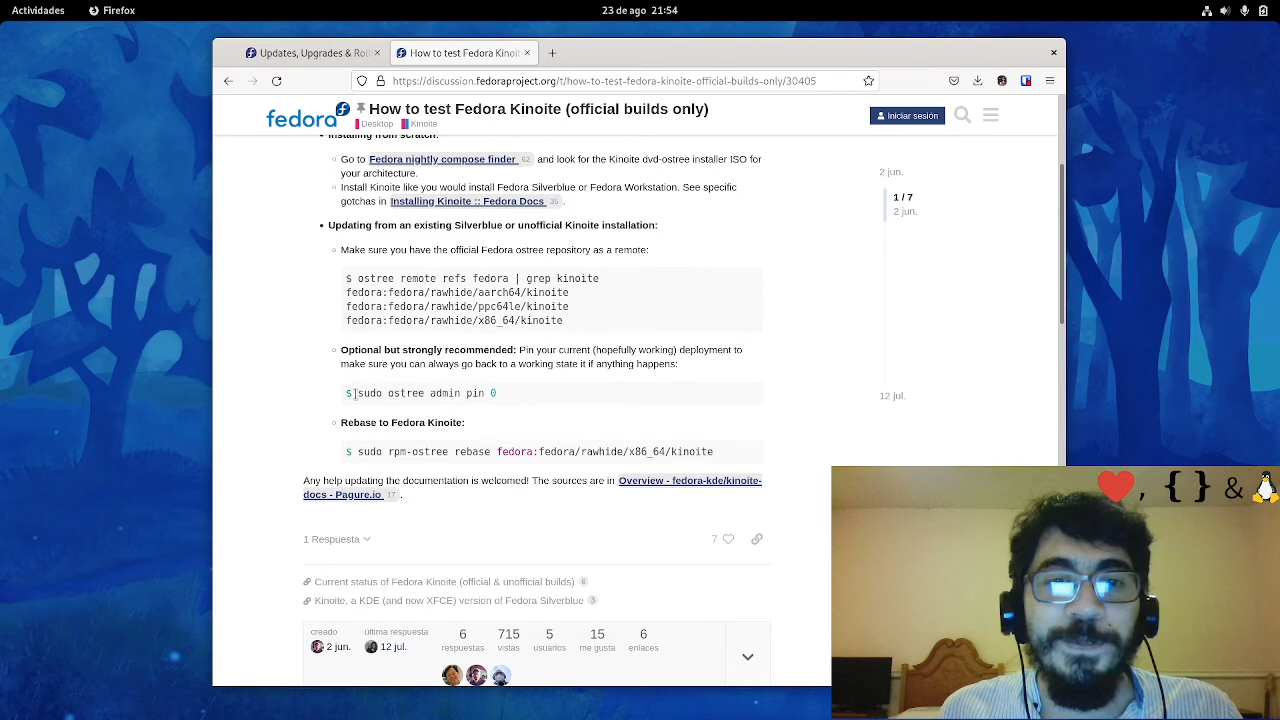 Actividades
Firefox
23 de ago 21:54
Updates, Upgrades & Roll
How to test Fedora Kinoit
https://discussion.fedoraproject.org/t/how-to-test-fedora-kinoite-official-builds-only/30405
fedora
How to test Fedora Kinoite (official builds only)
Desktop Kinoite
Iniciar sesión
Installing from scratch:
Go to Fedora nightly compose finder 62 and look for the Kinoite dvd-ostree installer ISO for
your architecture.
Install Kinoite like you would install Fedora Silverblue or Fedora Workstation. See specific
gotchas in Installing Kinoite :: Fedora Docs 35 .
Updating from an existing Silverblue or unofficial Kinoite installation:
Make sure you have the official Fedora ostree repository as a remote:
$ ostree remote refs fedora | grep kinoite
fedora:fedora/rawhide/aarch64/kinoite
fedora:fedora/rawhide/ppc64le/kinoite
fedora:fedora/rawhide/x86_64/kinoite
Optional but strongly recommended: Pin your current (hopefully working) deployment to
make sure you can always go back to a working state it if anything happens:
$ sudo ostree admin pin 0
Rebase to Fedora Kinoite:
$ sudo rpm-ostree rebase fedora:fedora/rawhide/x86_64/kinoite
Any help updating the documentation is welcomed! The sources are in Overview - fedora-kde/kinoite-
docs - Pagure.io 17 .
1 Respuesta
7
Current status of Fedora Kinoite (official & unofficial builds) 6
Kinoite, a KDE (and now XFCE) version of Fedora Silverblue 3
creado
2 jun.
última respuesta
12 jul.
6
respuestas
715
vistas
5
usuarios
15
me gusta
6
enlaces
2 jun.
1 / 7
2 jun.
12 jul.
, { } &